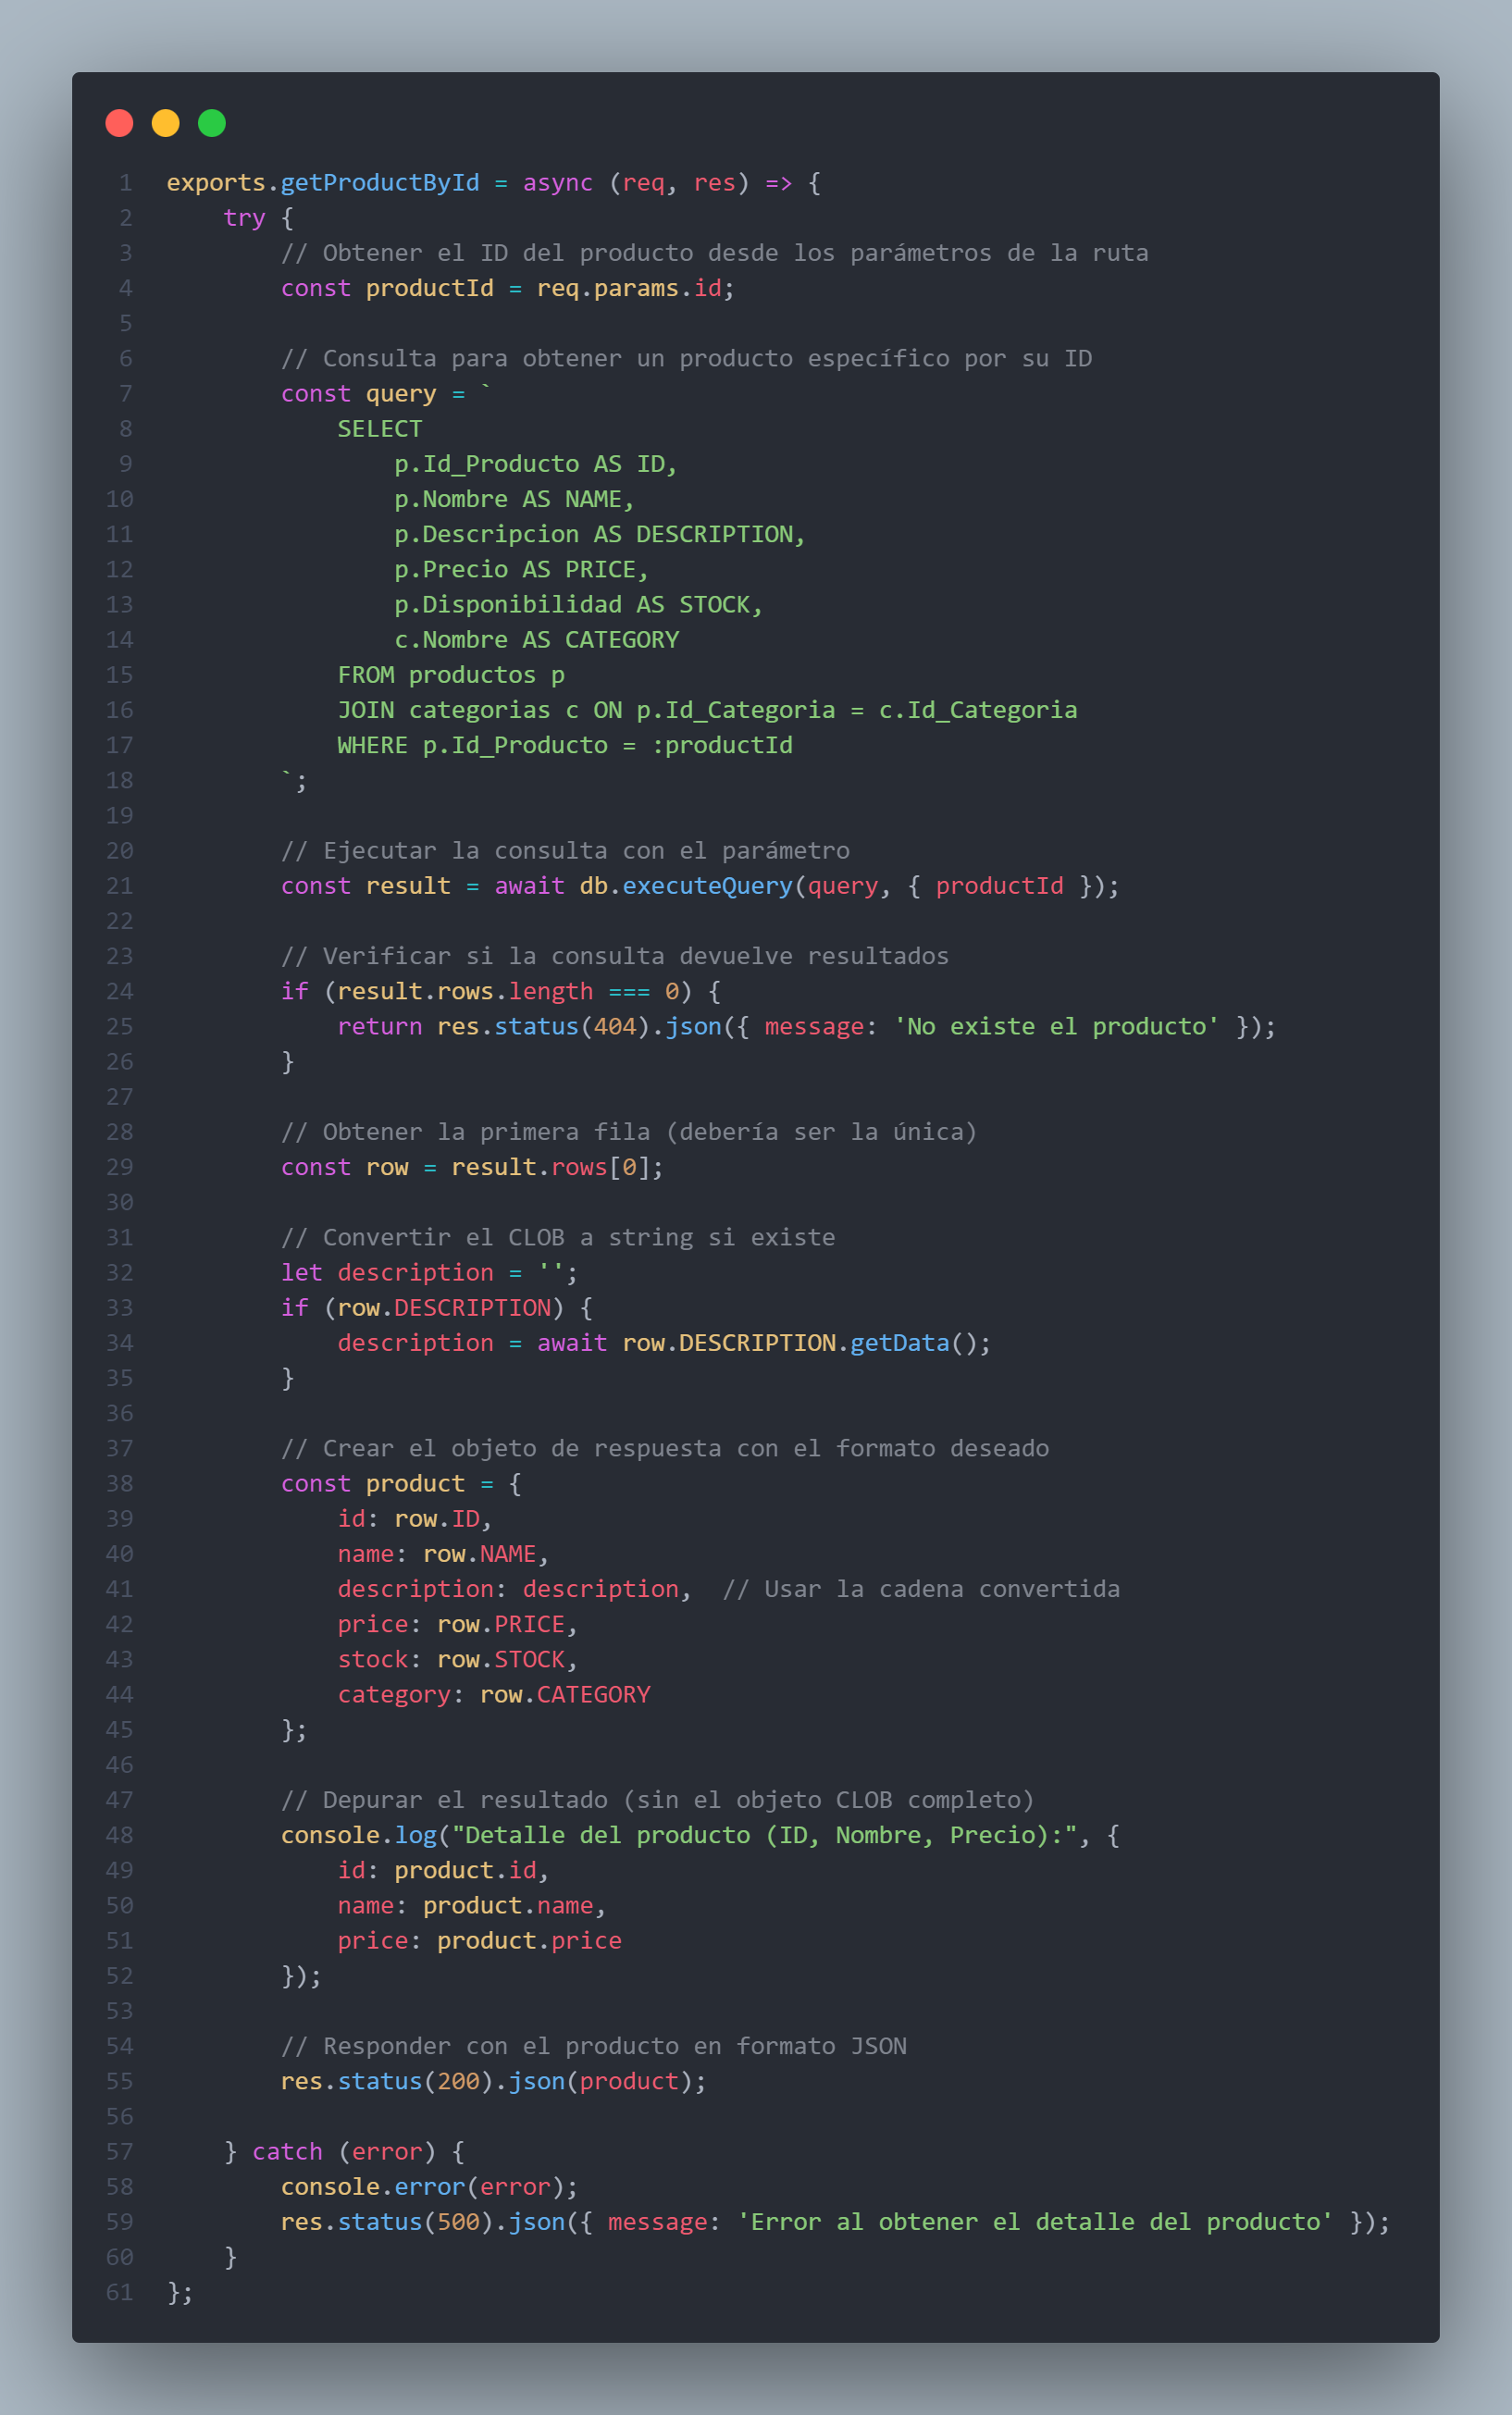 1 exports.getProductById = async (req, res) => {
2     try {
3         // Obtener el ID del producto desde los parámetros de la ruta
4         const productId = req.params.id;
5
6         // Consulta para obtener un producto específico por su ID
7         const query = `
8             SELECT
9                 p.Id_Producto AS ID,
10                 p.Nombre AS NAME,
11                 p.Descripcion AS DESCRIPTION,
12                 p.Precio AS PRICE,
13                 p.Disponibilidad AS STOCK,
14                 c.Nombre AS CATEGORY
15             FROM productos p
16             JOIN categorias c ON p.Id_Categoria = c.Id_Categoria
17             WHERE p.Id_Producto = :productId
18         `;
19
20         // Ejecutar la consulta con el parámetro
21         const result = await db.executeQuery(query, { productId });
22
23         // Verificar si la consulta devuelve resultados
24         if (result.rows.length === 0) {
25             return res.status(404).json({ message: 'No existe el producto' });
26         }
27
28         // Obtener la primera fila (debería ser la única)
29         const row = result.rows[0];
30
31         // Convertir el CLOB a string si existe
32         let description = '';
33         if (row.DESCRIPTION) {
34             description = await row.DESCRIPTION.getData();
35         }
36
37         // Crear el objeto de respuesta con el formato deseado
38         const product = {
39             id: row.ID,
40             name: row.NAME,
41             description: description,  // Usar la cadena convertida
42             price: row.PRICE,
43             stock: row.STOCK,
44             category: row.CATEGORY
45         };
46
47         // Depurar el resultado (sin el objeto CLOB completo)
48         console.log("Detalle del producto (ID, Nombre, Precio):", {
49             id: product.id,
50             name: product.name,
51             price: product.price
52         });
53
54         // Responder con el producto en formato JSON
55         res.status(200).json(product);
56
57     } catch (error) {
58         console.error(error);
59         res.status(500).json({ message: 'Error al obtener el detalle del producto' });
60     }
61 };